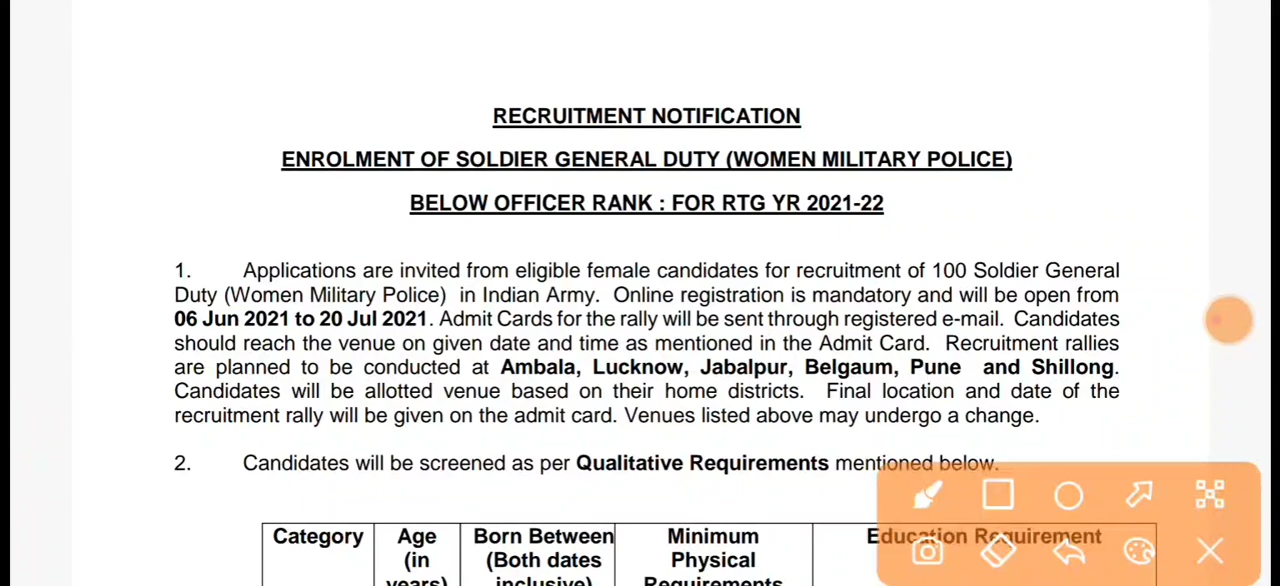 RECRUITMENT NOTIFICATION
ENROLMENT OF SOLDIER GENERAL DUTY (WOMEN MILITARY POLICE)
BELOW OFFICER RANK : FOR RTG YR 2021-22
1. Applications are invited from eligible female candidates for recruitment of 100 Soldier General
Duty (Women Military Police) in Indian Army. Online registration is mandatory and will be open from
06 Jun 2021 to 20 Jul 2021. Admit Cards for the rally will be sent through registered e-mail. Candidates
should reach the venue on given date and time as mentioned in the Admit Card. Recruitment rallies
are planned to be conducted at Ambala, Lucknow, Jabalpur, Belgaum, Pune and Shillong.
Candidates will be allotted venue based on their home districts. Final location and date of the
recruitment rally will be given on the admit card. Venues listed above may undergo a change.
2. Candidates will be screened as per Qualitative Requirements mentioned below.
Category Age Born Between Minimum Education Requirement
(in (Both dates Physical
years) inclusive) Requirements